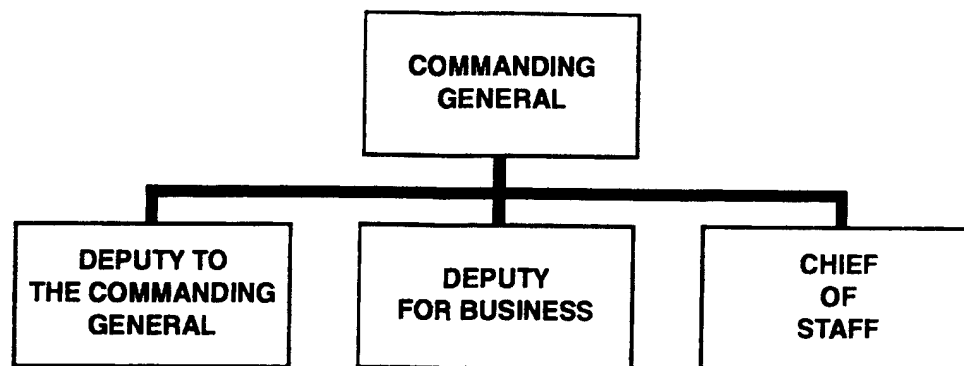 COMMANDING
GENERAL
DEPUTY TO
THE COMMANDING
GENERAL
DEPUTY
FOR BUSINESS
CHIEF
OF
STAFF